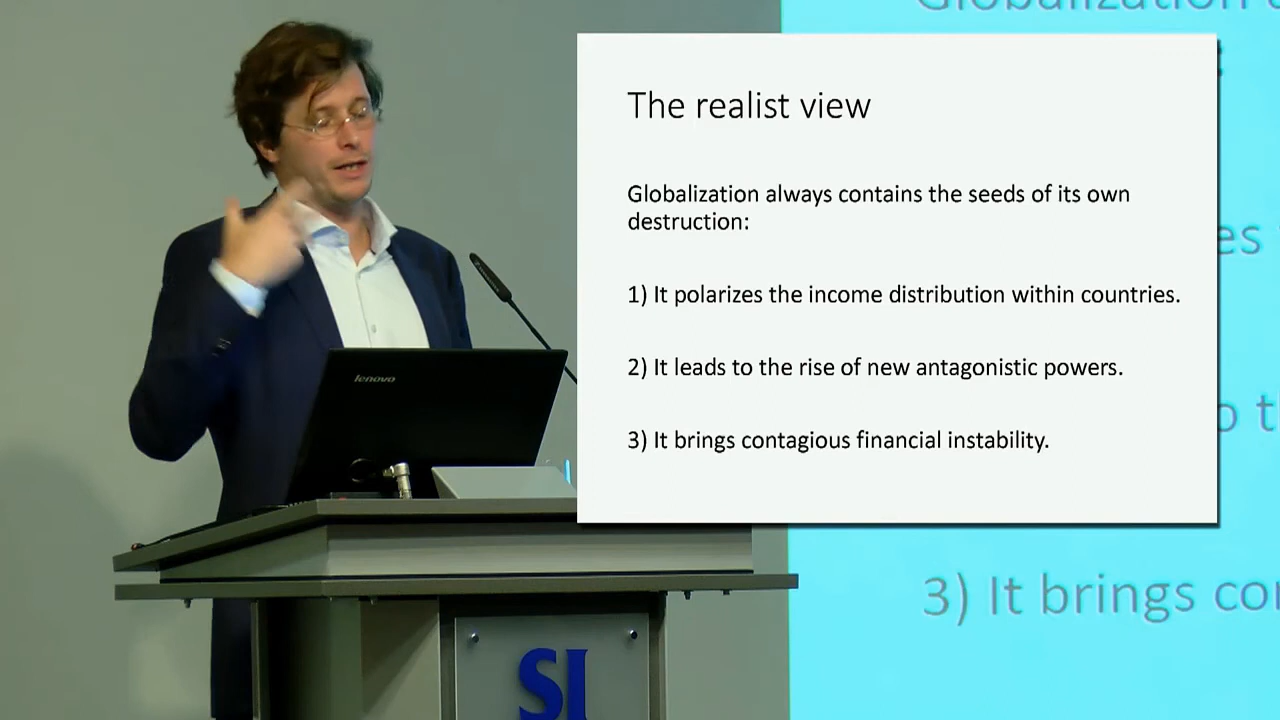 Globalization
The realist view
Globalization always contains the seeds of its own
destruction:
1) It polarizes the income distribution within countries.
2) It leads to the rise of new antagonistic powers.
3) It brings contagious financial instability.
lenovo
3) It brings
SI